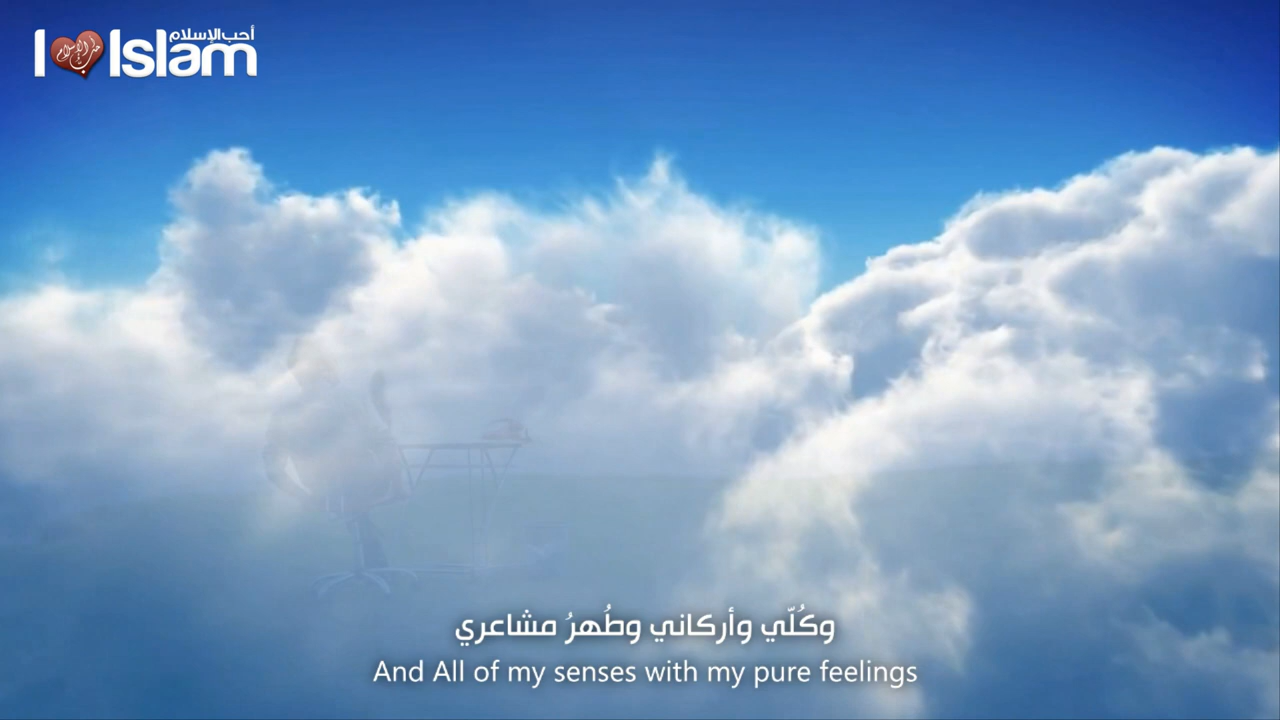 أحب الإسلام
I Islam
وكُلّي وأركاني وطُهرُ مشاعري
And All of my senses with my pure feelings